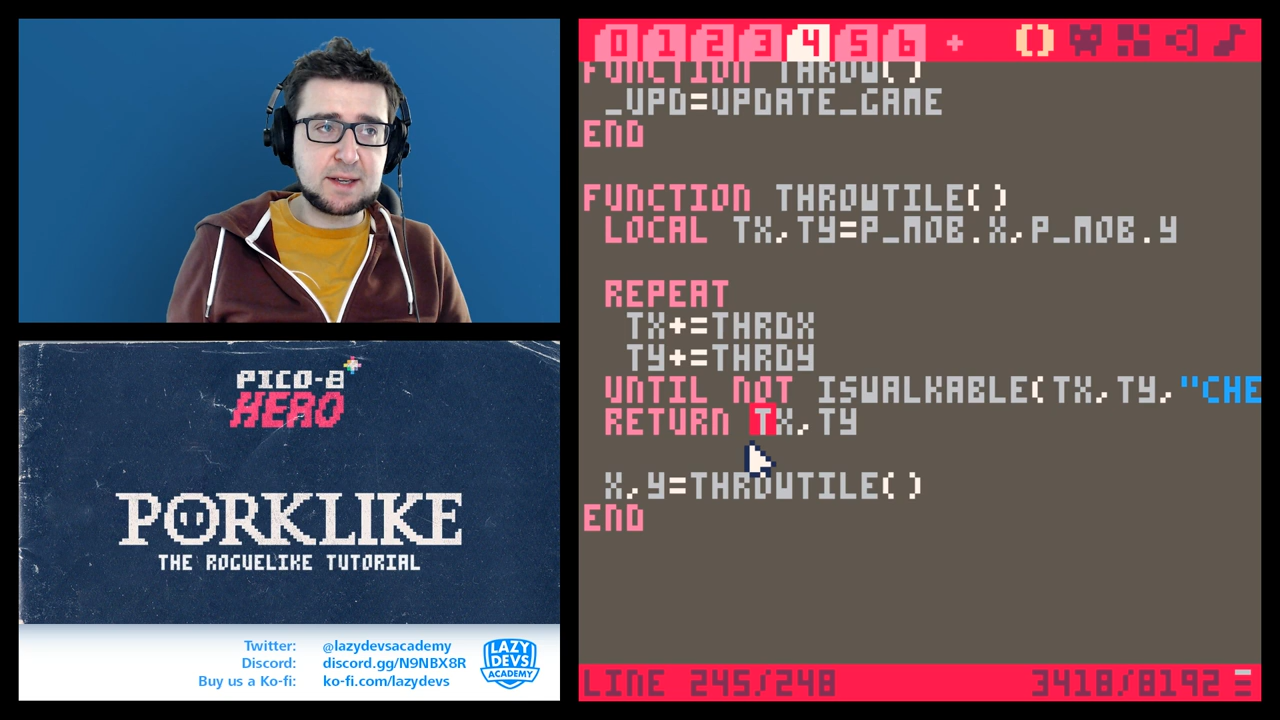 0 1 2 3 4 5 6 +
FUNCTION THROW()
_UPD=UPDATE_GAME
END
FUNCTION THROWTILE()
LOCAL TX,TY=P_MOB.X,P_MOB.Y
REPEAT
TX+=THRDX
TY+=THRDY
UNTIL NOT ISWALKABLE(TX,TY,"CHE
RETURN TX,TY
X,Y=THROWTILE()
END
LINE 245/248 3418/8192
PICO-8
HERO
PORKLIKE
THE ROGUELIKE TUTORIAL
Twitter: @lazydevsacademy
Discord: discord.gg/N9NBX8R
Buy us a Ko-fi: ko-fi.com/lazydevs
LAZY
DEVS
ACADEMY